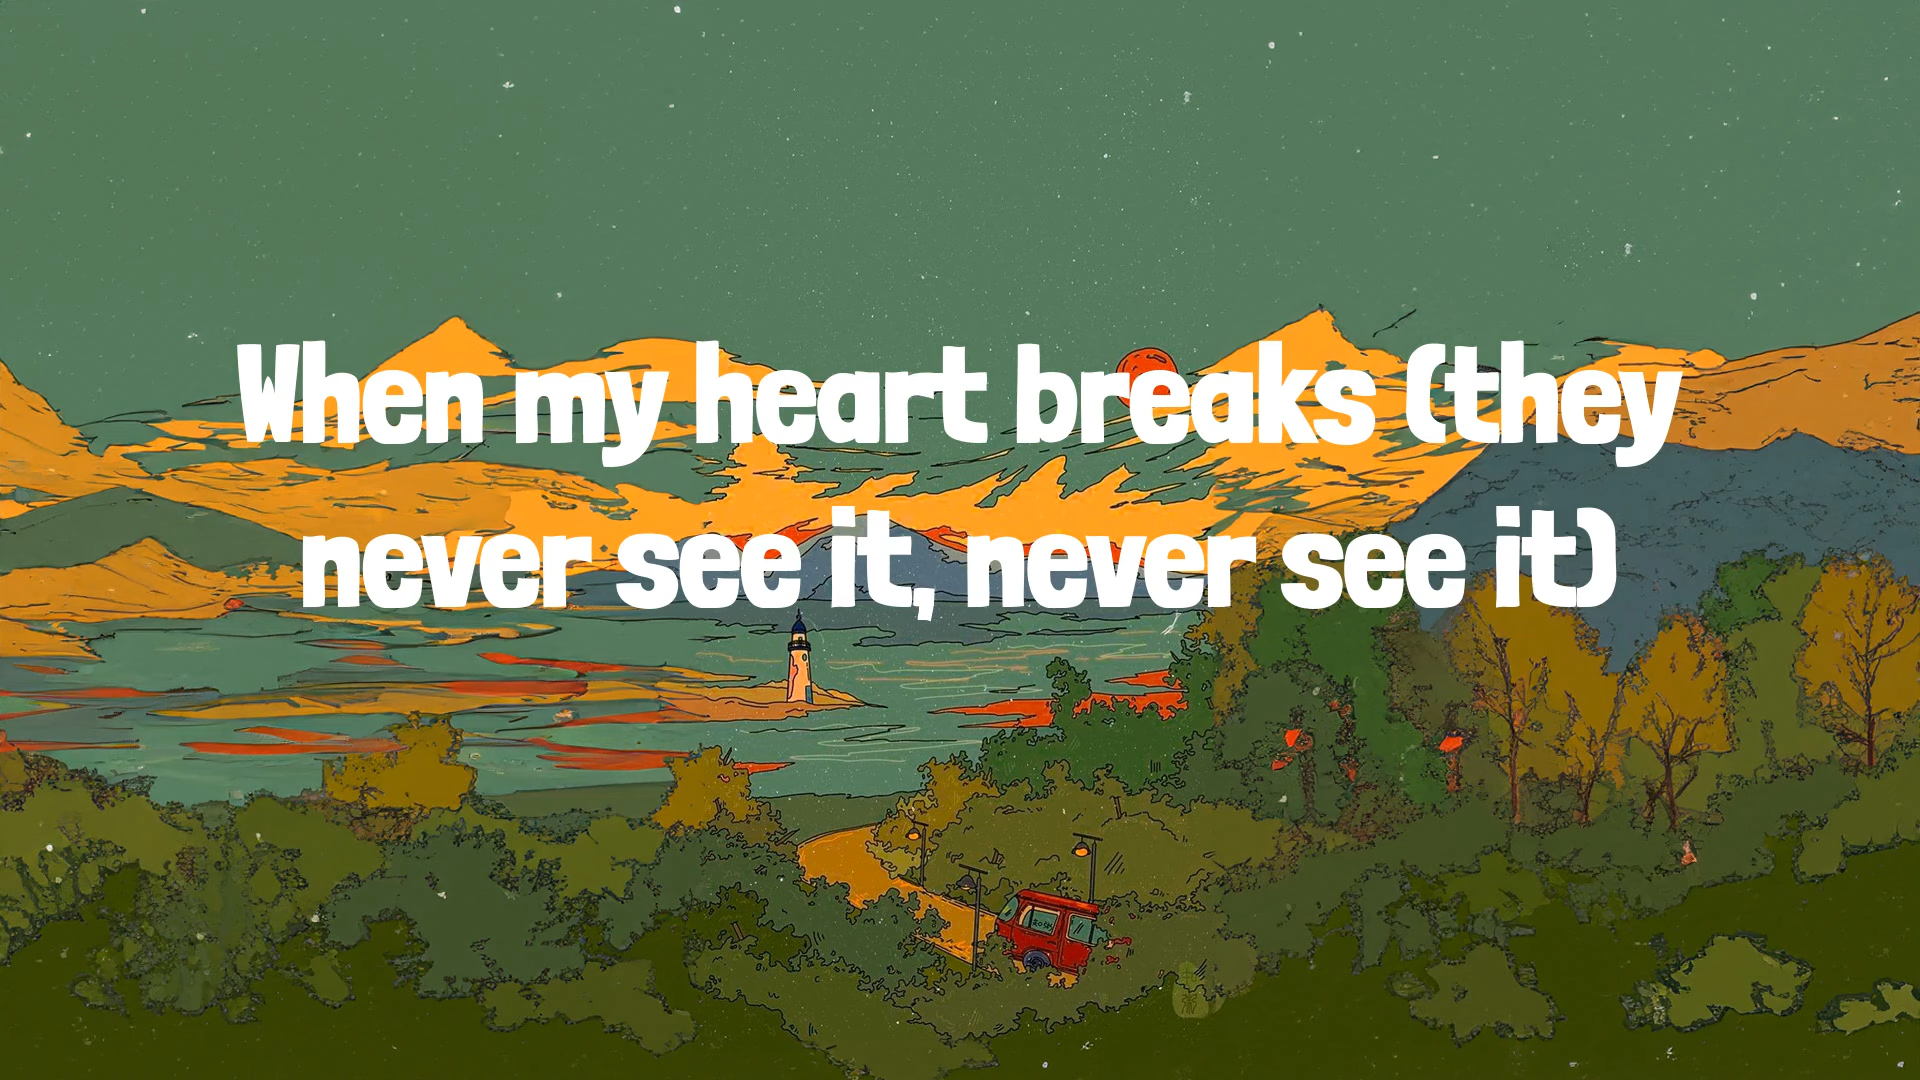 When my heart breaks (they
never see it, never see it)